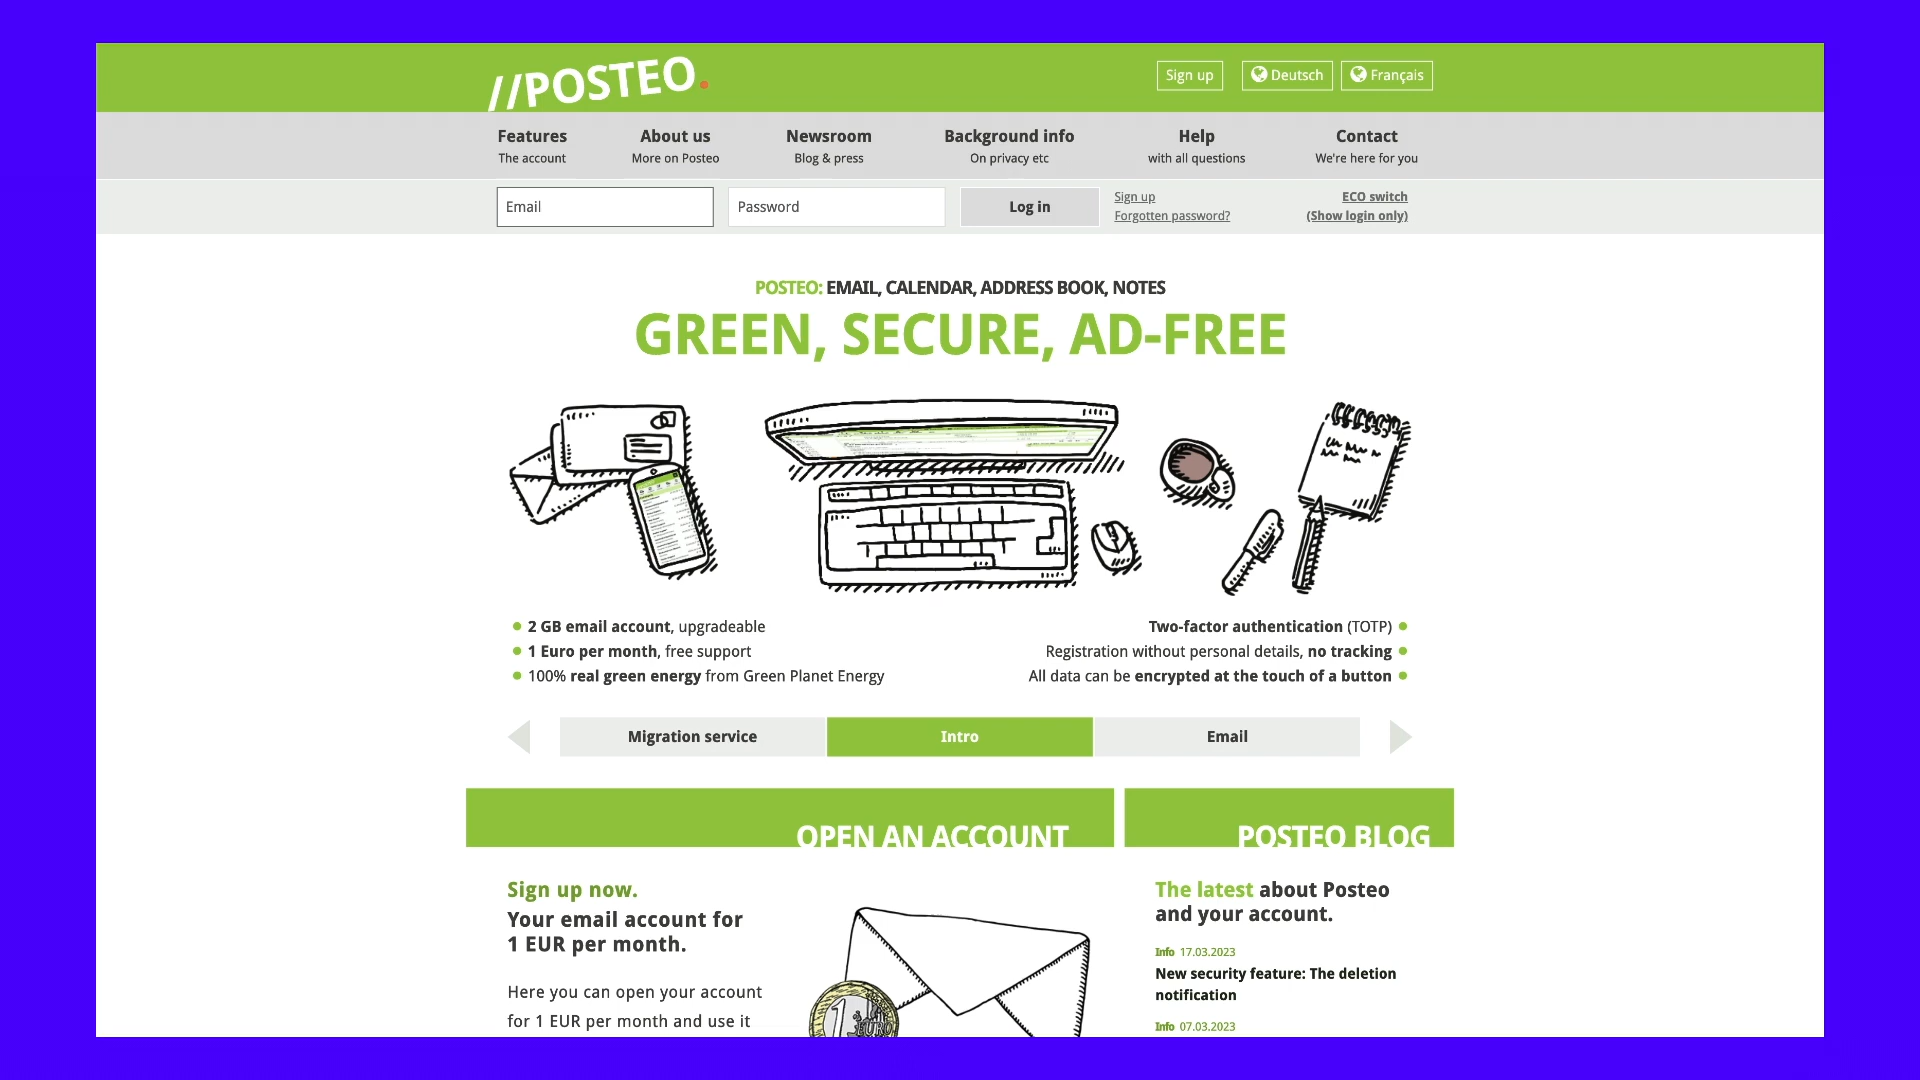 //POSTEO.
Sign up
Deutsch
Français
Features
The account
About us
More on Posteo
Newsroom
Blog & press
Background info
On privacy etc
Help
with all questions
Contact
We're here for you
Email
Password
Log in
Sign up
Forgotten password?
ECO switch
(Show login only)
POSTEO: EMAIL, CALENDAR, ADDRESS BOOK, NOTES
GREEN, SECURE, AD-FREE
2 GB email account, upgradeable
1 Euro per month, free support
100% real green energy from Green Planet Energy
Two-factor authentication (TOTP)
Registration without personal details, no tracking
All data can be encrypted at the touch of a button
Migration service
Intro
Email
OPEN AN ACCOUNT
Sign up now.
Your email account for
1 EUR per month.
Here you can open your account
for 1 EUR per month and use it
1 EURO
POSTEO BLOG
The latest about Posteo
and your account.
Info 17.03.2023
New security feature: The deletion
notification
Info 07.03.2023